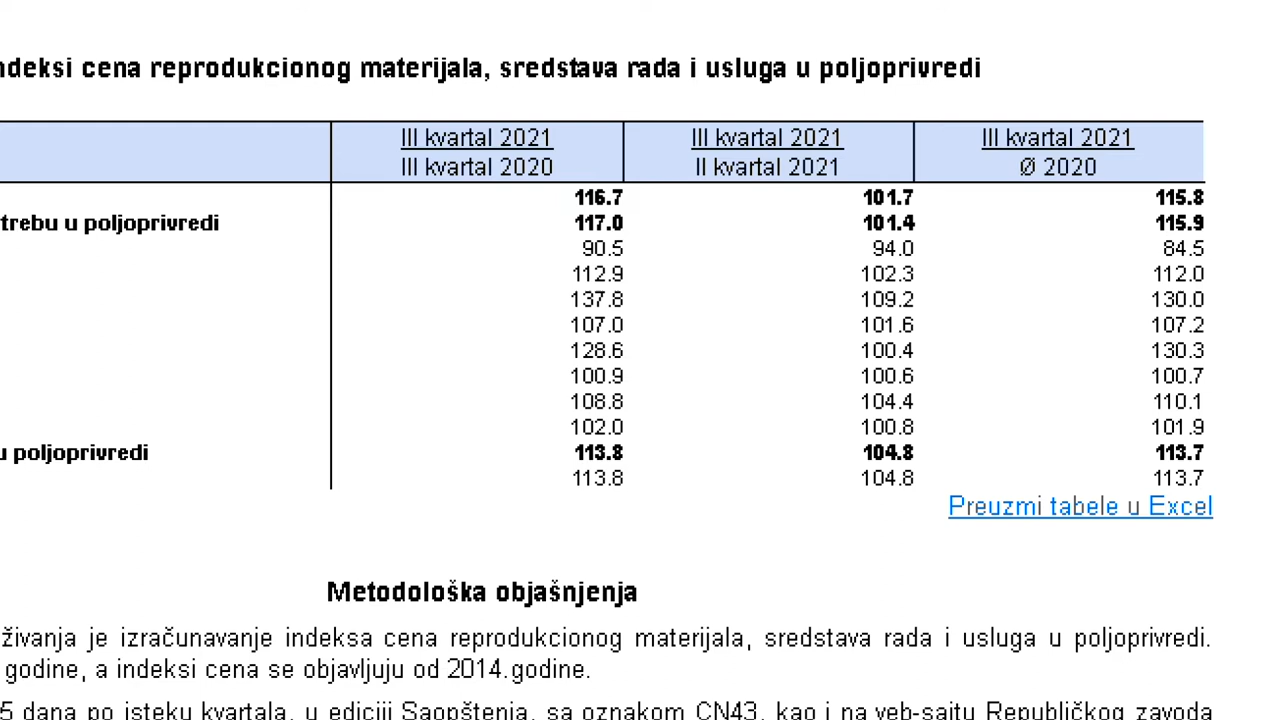 ndeksi cena reprodukcionog materijala, sredstava rada i usluga u poljoprivredi
III kvartal 2021 III kvartal 2021 III kvartal 2021
III kvartal 2020 II kvartal 2021 Ø 2020
116.7 101.7 115.8
trebu u poljoprivredi 117.0 101.4 115.9
90.5 94.0 84.5
112.9 102.3 112.0
137.8 109.2 130.0
107.0 101.6 107.2
128.6 100.4 130.3
100.9 100.6 100.7
108.8 104.4 110.1
102.0 100.8 101.9
u poljoprivredi 113.8 104.8 113.7
113.8 104.8 113.7
Preuzmi tabele u Excel
Metodološka objašnjenja
živanja je izračunavanje indeksa cena reprodukcionog materijala, sredstava rada i usluga u poljoprivredi.
godine, a indeksi cena se objavljuju od 2014.godine.
5 dana po isteku kvartala, u ediciji Saopštenja, sa oznakom CN43, kao i na veb-sajtu Republičkog zavoda